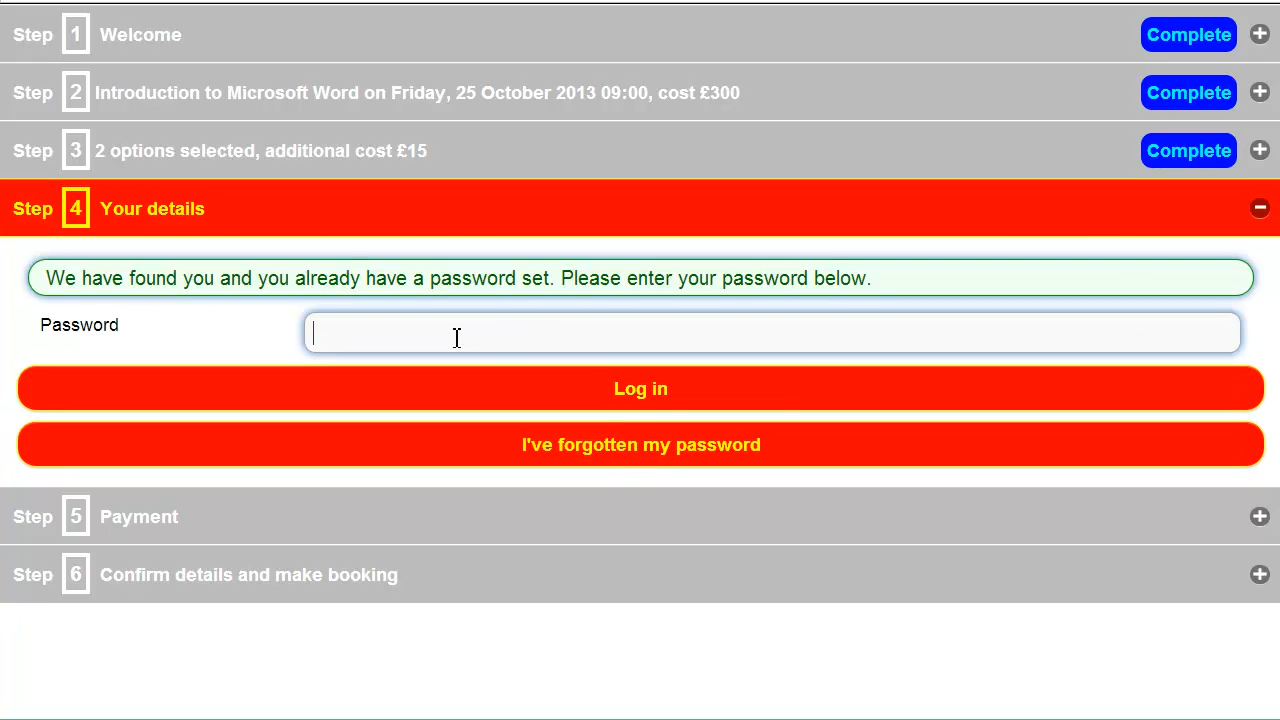 Step 1 Welcome Complete
Step 2 Introduction to Microsoft Word on Friday, 25 October 2013 09:00, cost £300 Complete
Step 3 2 options selected, additional cost £15 Complete
Step 4 Your details
We have found you and you already have a password set. Please enter your password below.
Password
Log in
I've forgotten my password
Step 5 Payment
Step 6 Confirm details and make booking